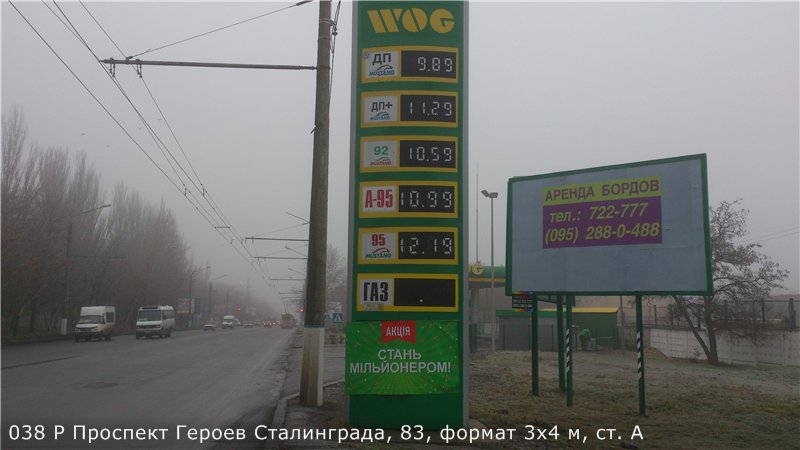 WOG
ДП 9.89
MUSTANG
ДП+ 11.29
MUSTANG
92 10.59
MUSTANG
А-95 10.99
95 12.19
MUSTANG
ГАЗ
АКЦІЯ
СТАНЬ
МІЛЬЙОНЕРОМ!
АРЕНДА БОРДОВ
тел.: 722-777
(095) 288-0-488
038 Р Проспект Героев Сталинграда, 83, формат 3х4 м, ст. А